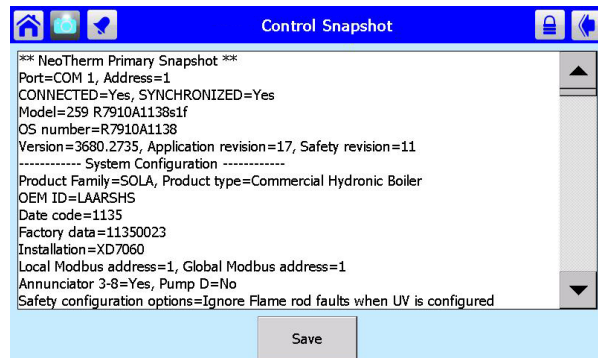 Control Snapshot
** NeoTherm Primary Snapshot **
Port=COM 1, Address=1
CONNECTED=Yes, SYNCHRONIZED=Yes
Model=259 R7910A1138s1f
OS number=R7910A1138
Version=3680.2735, Application revision=17, Safety revision=11
------------ System Configuration ------------
Product Family=SOLA, Product type=Commercial Hydronic Boiler
OEM ID=LAARSHS
Date code=1135
Factory data=11350023
Installation=XD7060
Local Modbus address=1, Global Modbus address=1
Annunciator 3-8=Yes, Pump D=No
Safety configuration options=Ignore Flame rod faults when UV is configured
Save